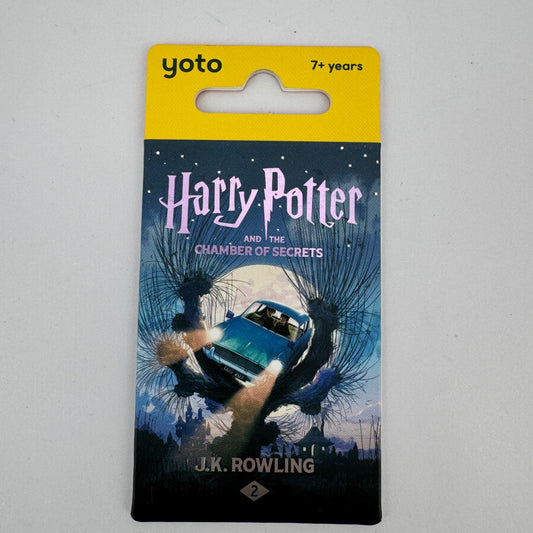 yoto
7+ years
Harry Potter
AND THE
CHAMBER OF SECRETS
J.K. ROWLING
2